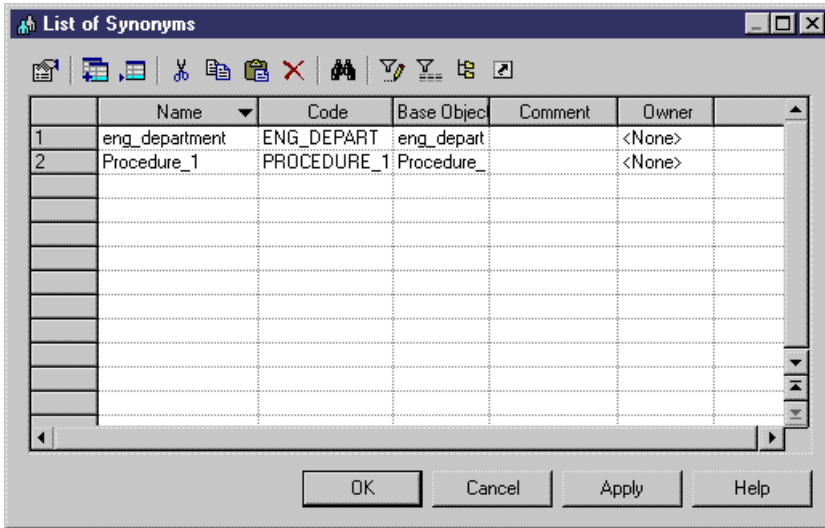 List of Synonyms
Name Code Base Object Comment Owner
1 eng_department ENG_DEPART eng_depart <None>
2 Procedure_1 PROCEDURE_1 Procedure_ <None>
OK Cancel Apply Help